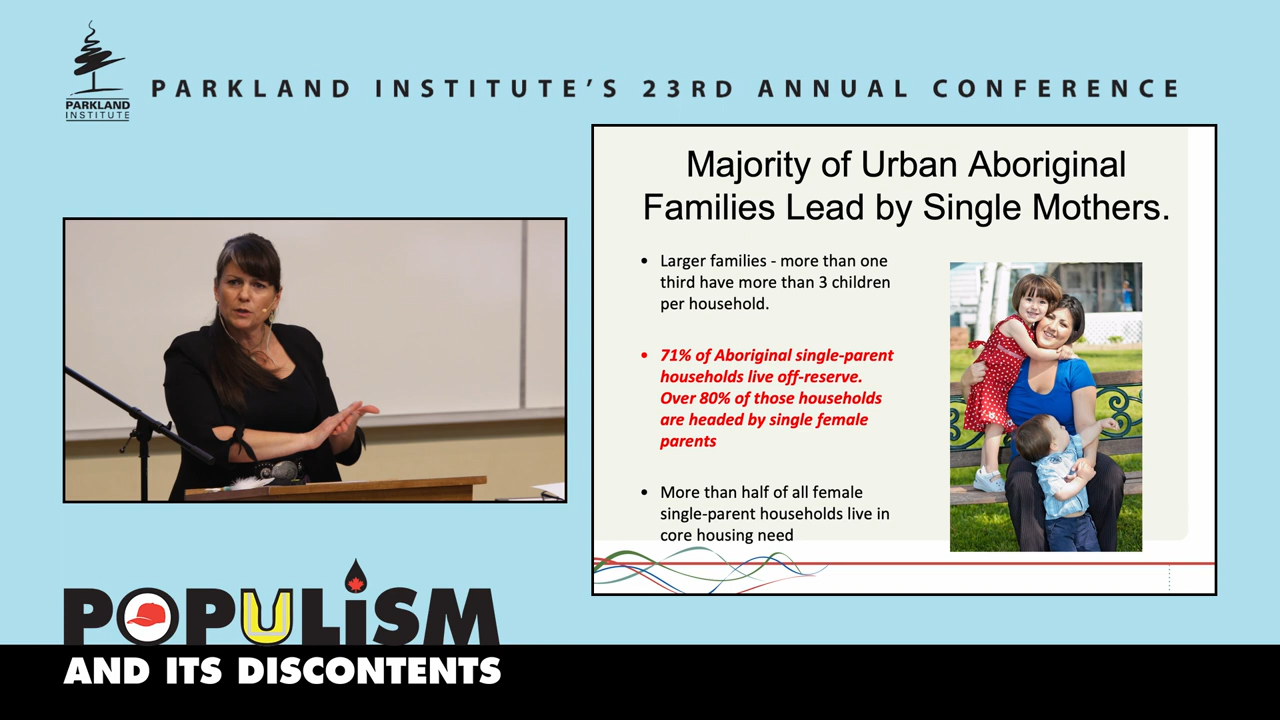 PARKLAND
INSTITUTE
PARKLAND INSTITUTE'S 23RD ANNUAL CONFERENCE
Majority of Urban Aboriginal
Families Lead by Single Mothers.
• Larger families - more than one
third have more than 3 children
per household.
• 71% of Aboriginal single-parent
households live off-reserve.
Over 80% of those households
are headed by single female
parents
• More than half of all female
single-parent households live in
core housing need
POPULiSM
AND ITS DISCONTENTS